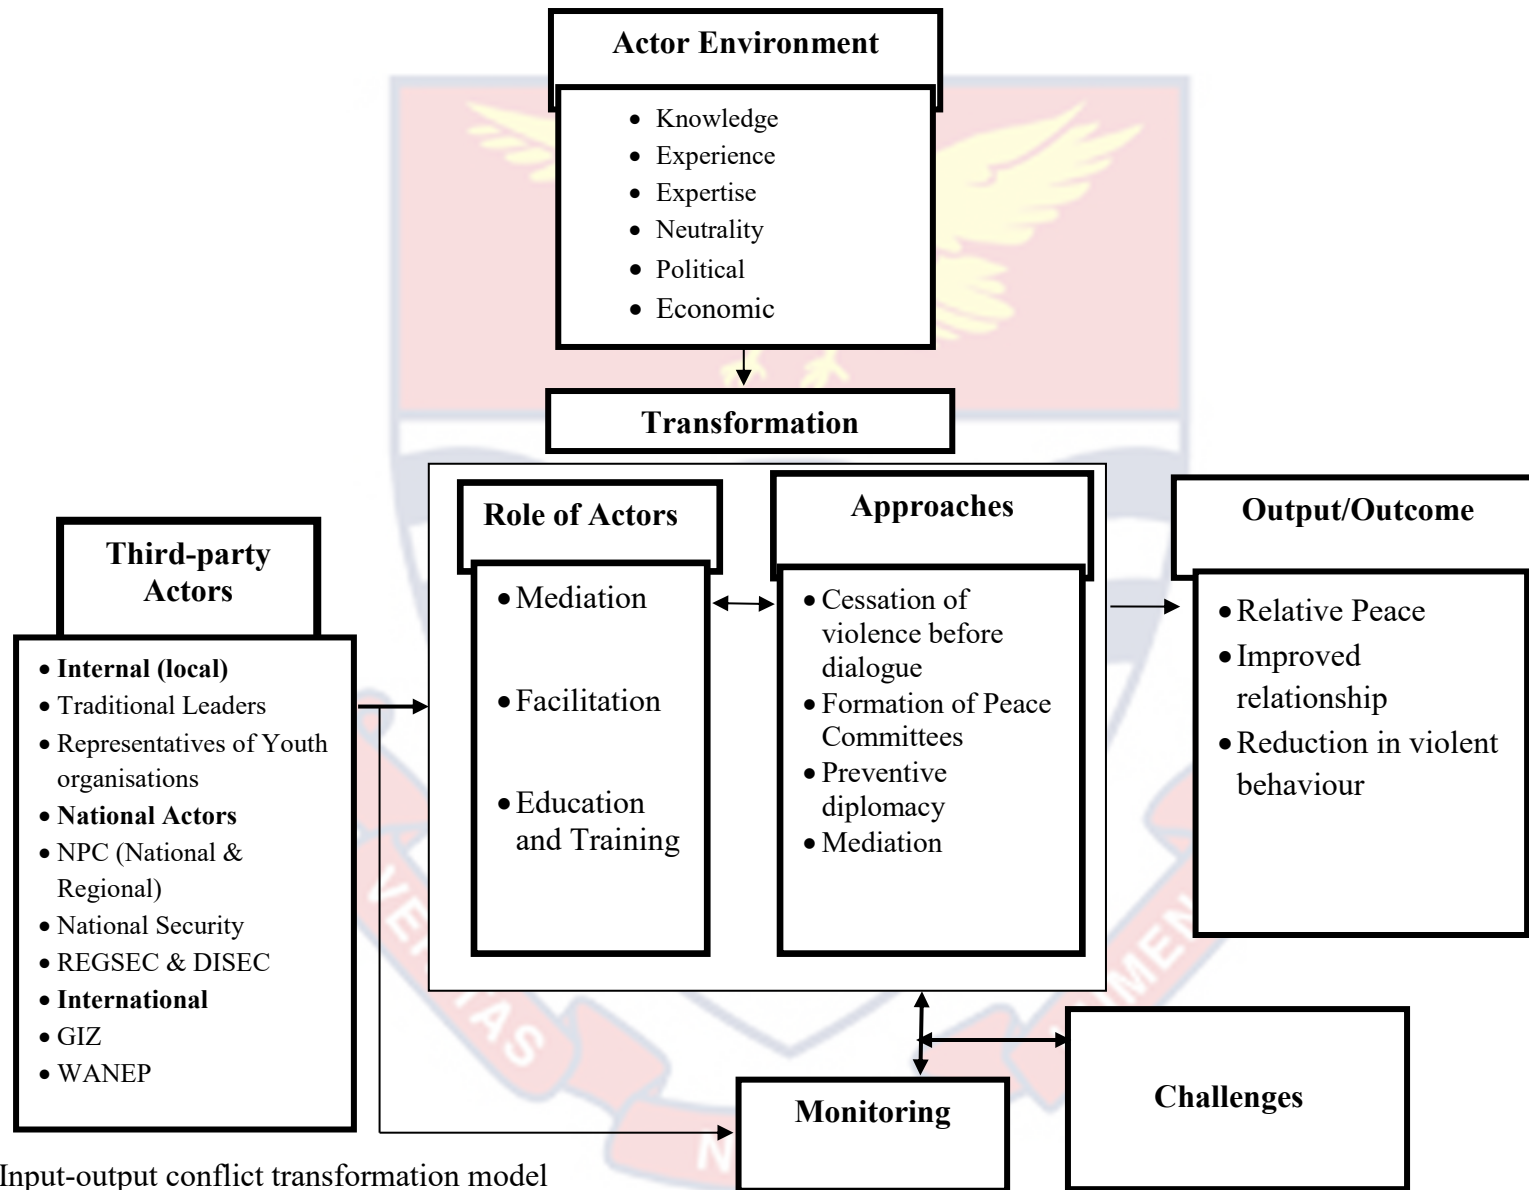 Actor Environment
• Knowledge
• Experience
• Expertise
• Neutrality
• Political
• Economic
Transformation
Third-party
Actors
• Internal (local)
• Traditional Leaders
• Representatives of Youth
organisations
• National Actors
• NPC (National &
Regional)
• National Security
• REGSEC & DISEC
• International
• GIZ
• WANEP
Role of Actors
• Mediation
• Facilitation
• Education
and Training
Approaches
• Cessation of
violence before
dialogue
• Formation of Peace
Committees
• Preventive
diplomacy
• Mediation
Output/Outcome
• Relative Peace
• Improved
relationship
• Reduction in violent
behaviour
Monitoring
Challenges
VERITAS
N
UMEN
Input-output conflict transformation model